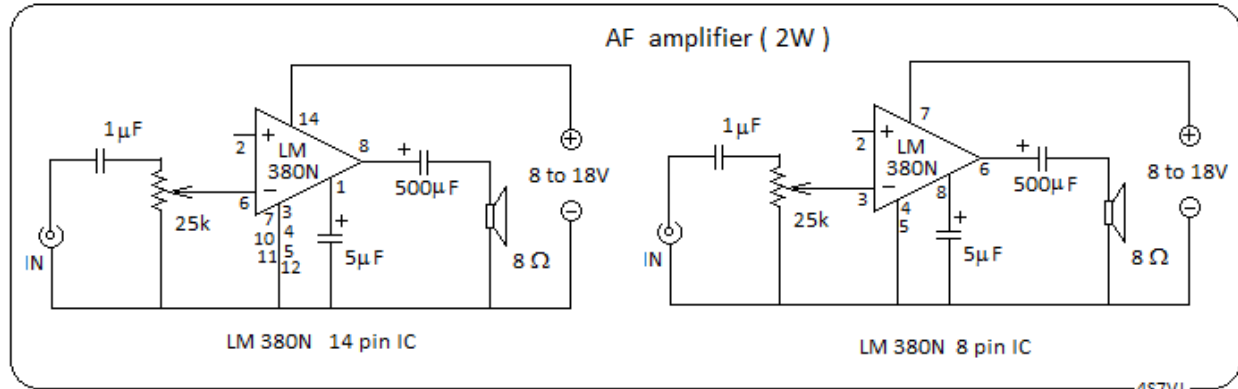 AF amplifier ( 2W )
14
1µF
+
2
LM
380N
8
+
500µF
1
−
6
25k
7
3
10
4
11
5
12
+
5µF
IN
8 Ω
+
8 to 18V
−
LM 380N 14 pin IC
7
1µF
+
2
LM
380N
6
+
500µF
8
−
3
25k
4
5
+
5µF
IN
8 Ω
+
8 to 18V
−
LM 380N 8 pin IC